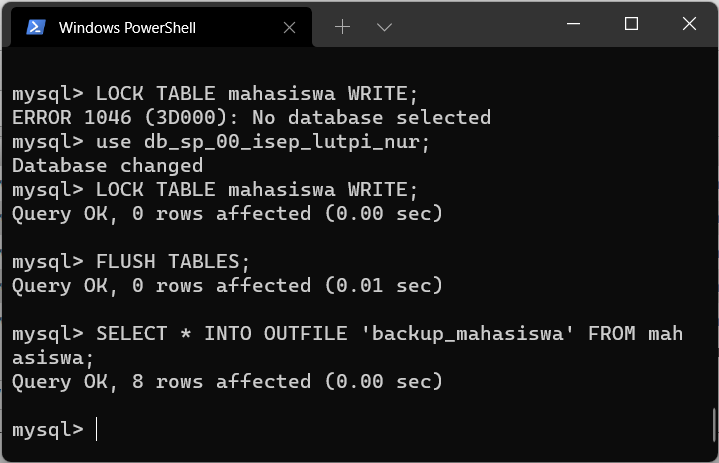 Windows PowerShell
mysql> LOCK TABLE mahasiswa WRITE;
ERROR 1046 (3D000): No database selected
mysql> use db_sp_00_isep_lutpi_nur;
Database changed
mysql> LOCK TABLE mahasiswa WRITE;
Query OK, 0 rows affected (0.00 sec)
mysql> FLUSH TABLES;
Query OK, 0 rows affected (0.01 sec)
mysql> SELECT * INTO OUTFILE 'backup_mahasiswa' FROM mah
asiswa;
Query OK, 8 rows affected (0.00 sec)
mysql>